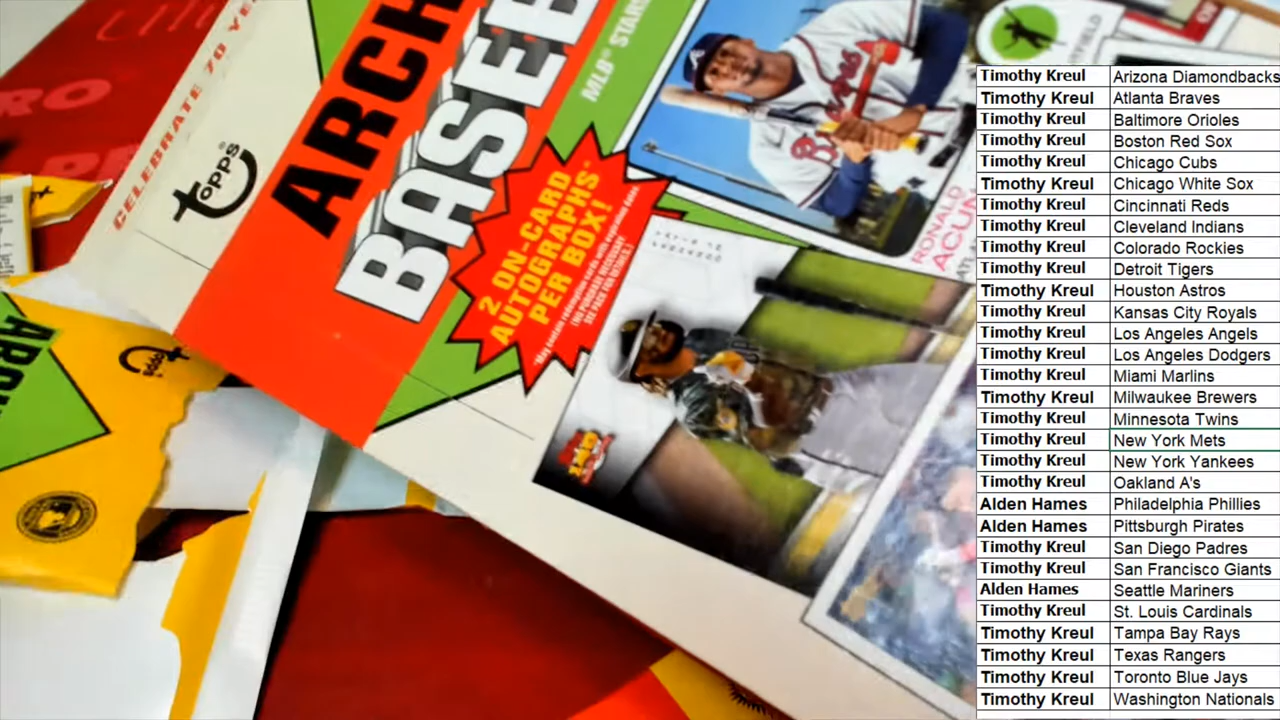 CELEBRATE 70 YE
topps
ARCH
BASEB
MLB STARS
2 ON-CARD
AUTOGRAPHS*
PER BOX!
RONALD
ACUN
topps
Timothy Kreul Arizona Diamondbacks
Timothy Kreul Atlanta Braves
Timothy Kreul Baltimore Orioles
Timothy Kreul Boston Red Sox
Timothy Kreul Chicago Cubs
Timothy Kreul Chicago White Sox
Timothy Kreul Cincinnati Reds
Timothy Kreul Cleveland Indians
Timothy Kreul Colorado Rockies
Timothy Kreul Detroit Tigers
Timothy Kreul Houston Astros
Timothy Kreul Kansas City Royals
Timothy Kreul Los Angeles Angels
Timothy Kreul Los Angeles Dodgers
Timothy Kreul Miami Marlins
Timothy Kreul Milwaukee Brewers
Timothy Kreul Minnesota Twins
Timothy Kreul New York Mets
Timothy Kreul New York Yankees
Timothy Kreul Oakland A's
Alden Hames Philadelphia Phillies
Alden Hames Pittsburgh Pirates
Timothy Kreul San Diego Padres
Timothy Kreul San Francisco Giants
Alden Hames Seattle Mariners
Timothy Kreul St. Louis Cardinals
Timothy Kreul Tampa Bay Rays
Timothy Kreul Texas Rangers
Timothy Kreul Toronto Blue Jays
Timothy Kreul Washington Nationals